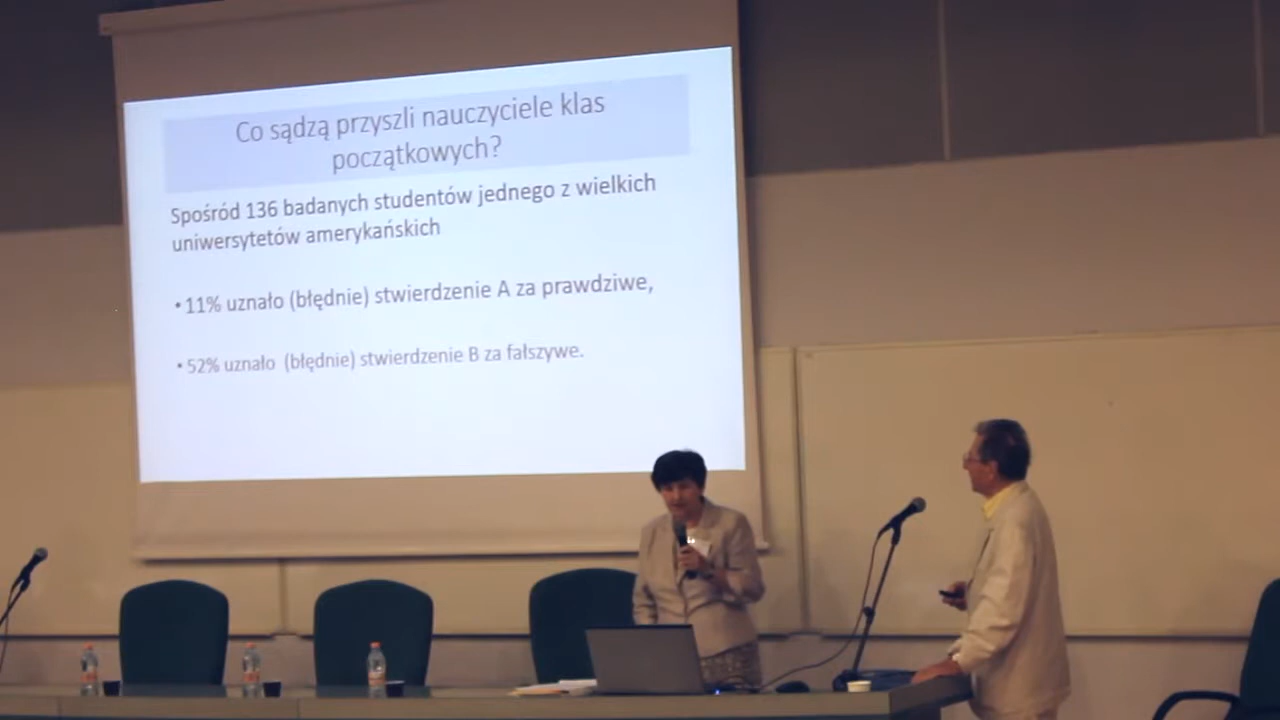 Co sądzą przyszli nauczyciele klas
początkowych?
Spośród 136 badanych studentów jednego z wielkich
uniwersytetów amerykańskich
• 11% uznało (błędnie) stwierdzenie A za prawdziwe,
• 52% uznało (błędnie) stwierdzenie B za fałszywe.